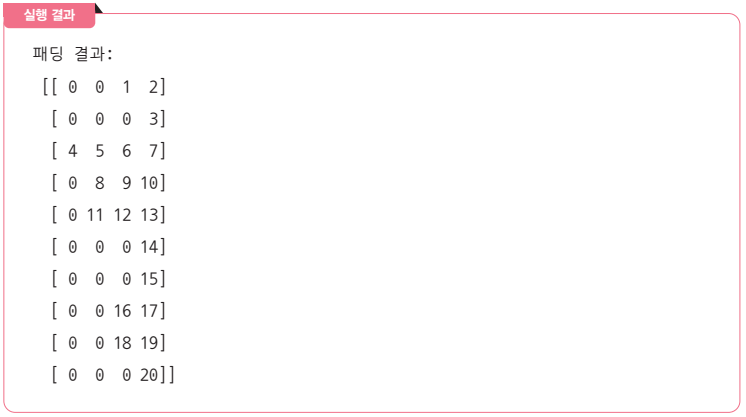 실행 결과
패딩 결과:
[[ 0  0  1  2]
[ 0  0  0  3]
[ 4  5  6  7]
[ 0  8  9 10]
[ 0 11 12 13]
[ 0  0  0 14]
[ 0  0  0 15]
[ 0  0 16 17]
[ 0  0 18 19]
[ 0  0  0 20]]